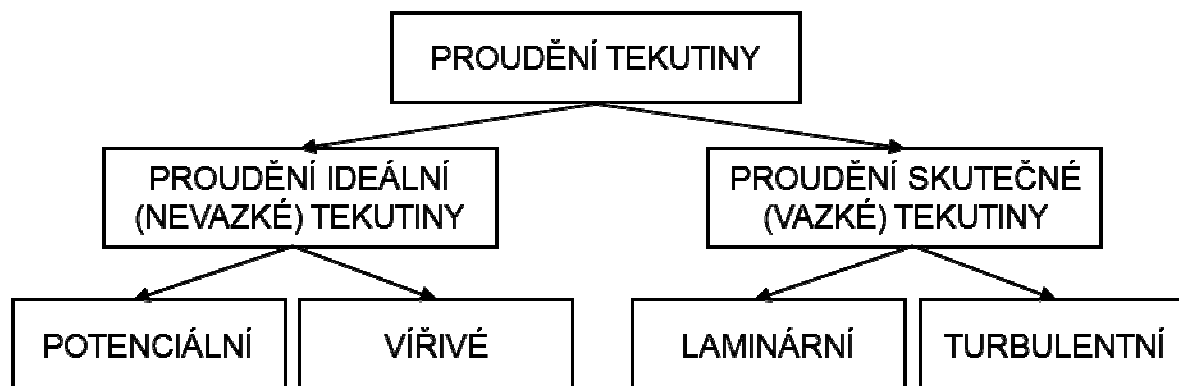 PROUDĚNÍ TEKUTINY
PROUDĚNÍ IDEÁLNÍ
(NEVAZKÉ) TEKUTINY
PROUDĚNÍ SKUTEČNÉ
(VAZKÉ) TEKUTINY
POTENCIÁLNÍ
VÍŘIVÉ
LAMINÁRNÍ
TURBULENTNÍ